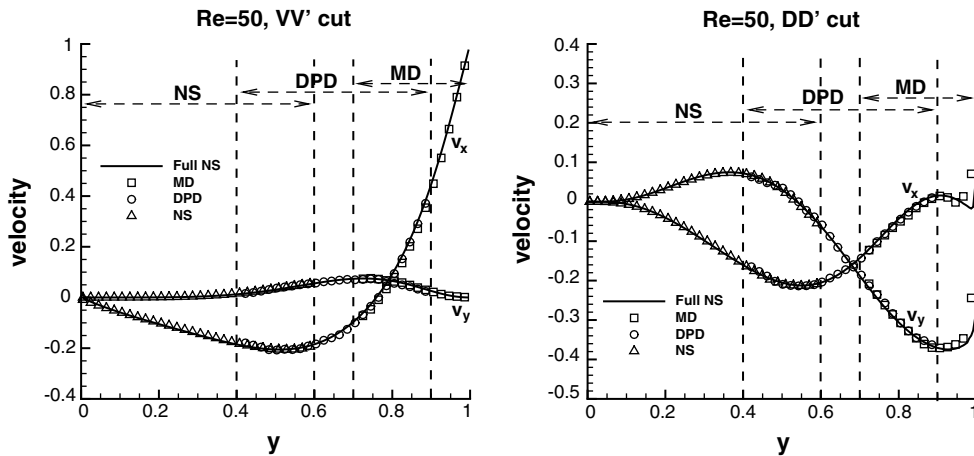 Re=50, VV' cut
1
0.8
0.6
0.4
0.2
0
-0.2
-0.4
velocity
NS
DPD
MD
Full NS
MD
DPD
NS
v_x
v_y
0 0.2 0.4 0.6 0.8 1
y
Re=50, DD' cut
0.4
0.3
0.2
0.1
0
-0.1
-0.2
-0.3
-0.4
-0.5
velocity
NS
DPD
MD
v_x
v_y
Full NS
MD
DPD
NS
0 0.2 0.4 0.6 0.8 1
y